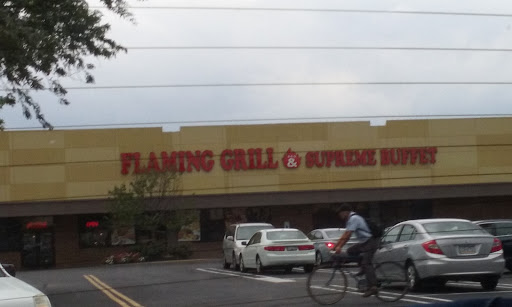 FLAMING GRILL & SUPREME BUFFET